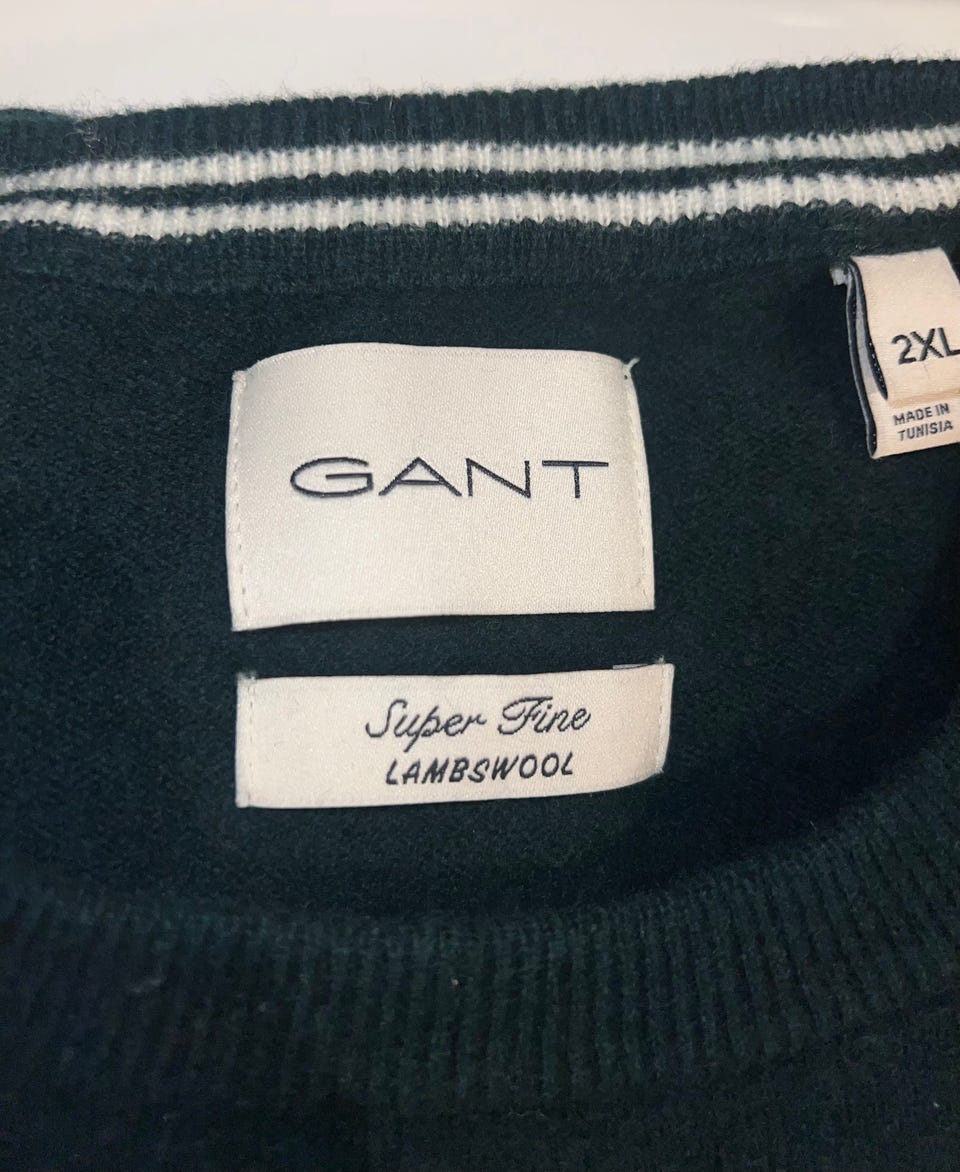 GANT
Super Fine
LAMBSWOOL
2XL
MADE IN
TUNISIA